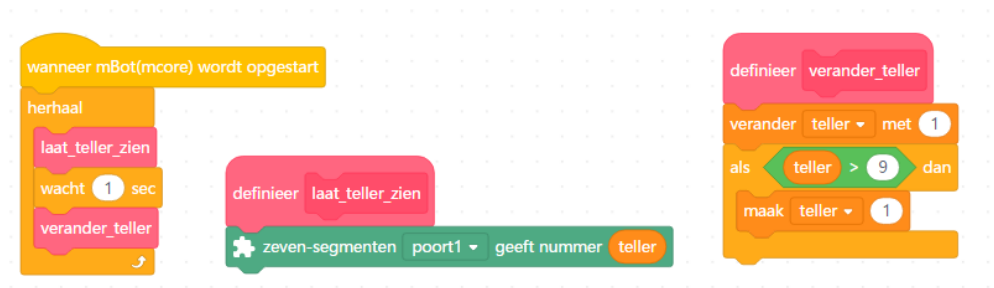 wanneer mBot(mcore) wordt opgestart
herhaal
laat_teller_zien
wacht 1 sec
verander_teller
definieer laat_teller_zien
zeven-segmenten poort1 geeft nummer teller
definieer verander_teller
verander teller met 1
als teller > 9 dan
maak teller 1